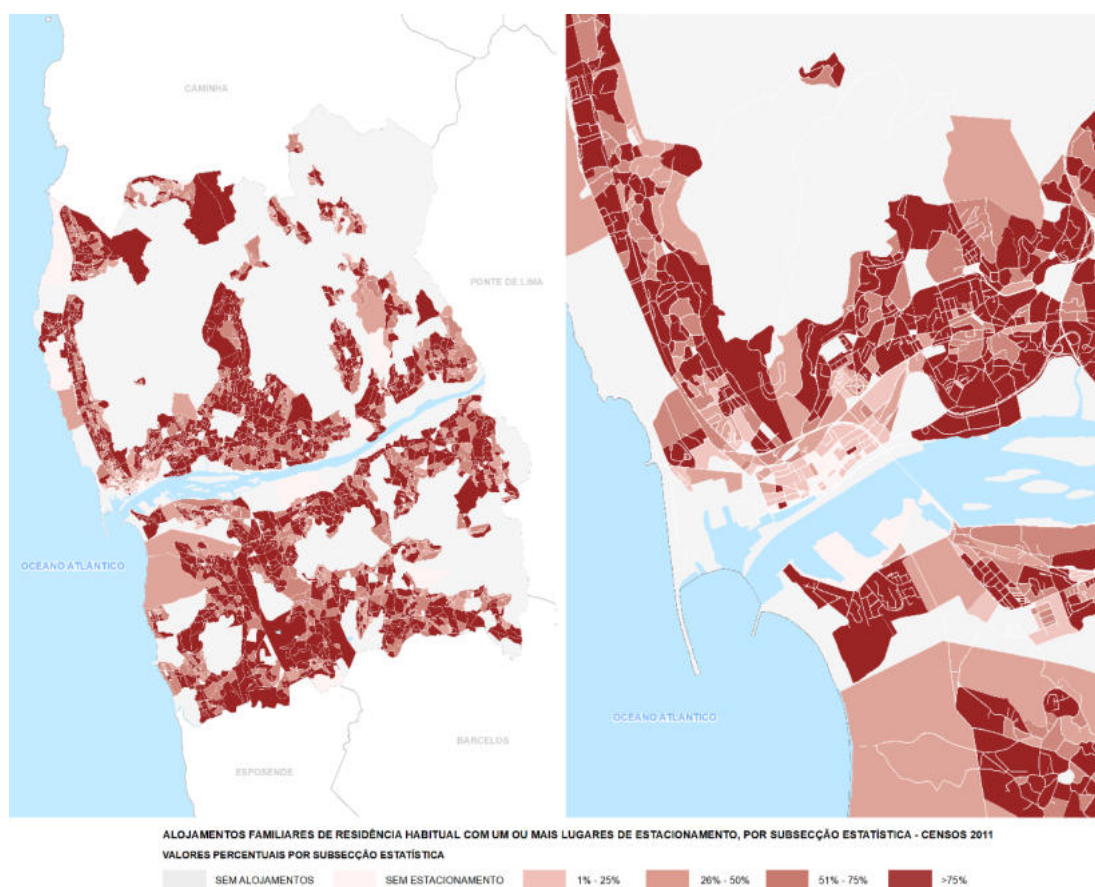 CAMINHA
PONTE DE LIMA
OCEANO ATLÂNTICO
BARCELOS
ESPOSENDE
OCEANO ATLÂNTICO
ALOJAMENTOS FAMILIARES DE RESIDÊNCIA HABITUAL COM UM OU MAIS LUGARES DE ESTACIONAMENTO, POR SUBSECÇÃO ESTATÍSTICA - CENSOS 2011
VALORES PERCENTUAIS POR SUBSECÇÃO ESTATÍSTICA
SEM ALOJAMENTOS SEM ESTACIONAMENTO 1% - 25% 26% - 50% 51% - 75% >75%